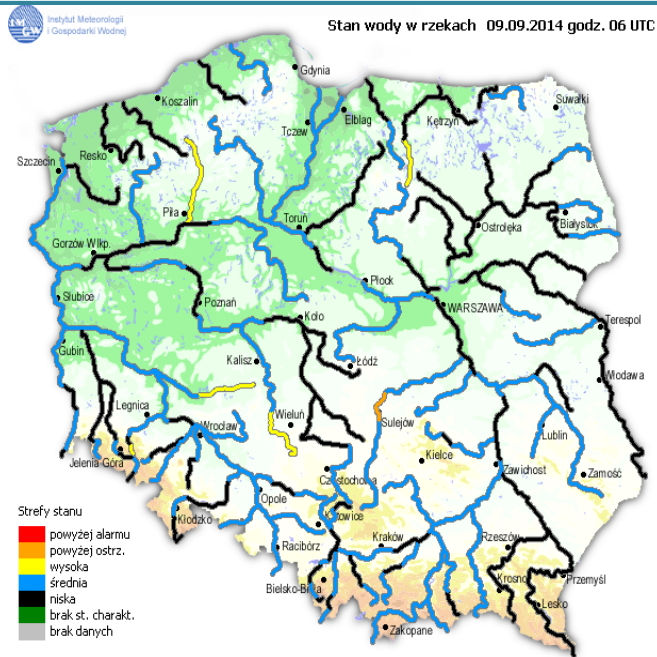 Instytut Meteorologii
i Gospodarki Wodnej
Stan wody w rzekach 09.09.2014 godz. 06 UTC
Gdynia
Koszalin
Suwałki
Tczew
Elbląg
Kętrzyn
Szczecin
Resko
Piła
Toruń
Ostrołęka
Białystok
Gorzów Wlkp.
Płock
Słubice
Poznań
Koło
WARSZAWA
Terespol
Gubin
Kalisz
Łódź
Włodawa
Legnica
Wieluń
Sulejów
Wrocław
Lublin
Jelenia Góra
Kielce
Częstochowa
Zawichost
Zamość
Opole
Strefy stanu
Kłodzko
Katowice
powyżej alarmu
Racibórz
Kraków
Rzeszów
powyżej ostrz.
wysoka
Bielsko-Biała
Krosno
Przemyśl
średnia
niska
Lesko
brak st. charakt.
Zakopane
brak danych